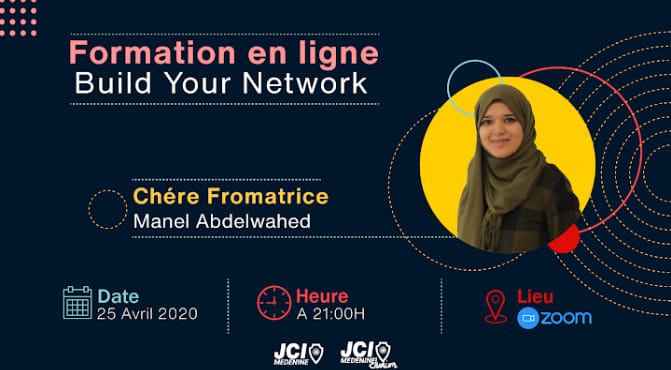 Formation en ligne
Build Your Network
Chére Fromatrice
Manel Abdelwahed
Date
25 Avril 2020
Heure
A 21:00H
Lieu
zoom
JCI
MEDENINE
JCI
MEDENINE